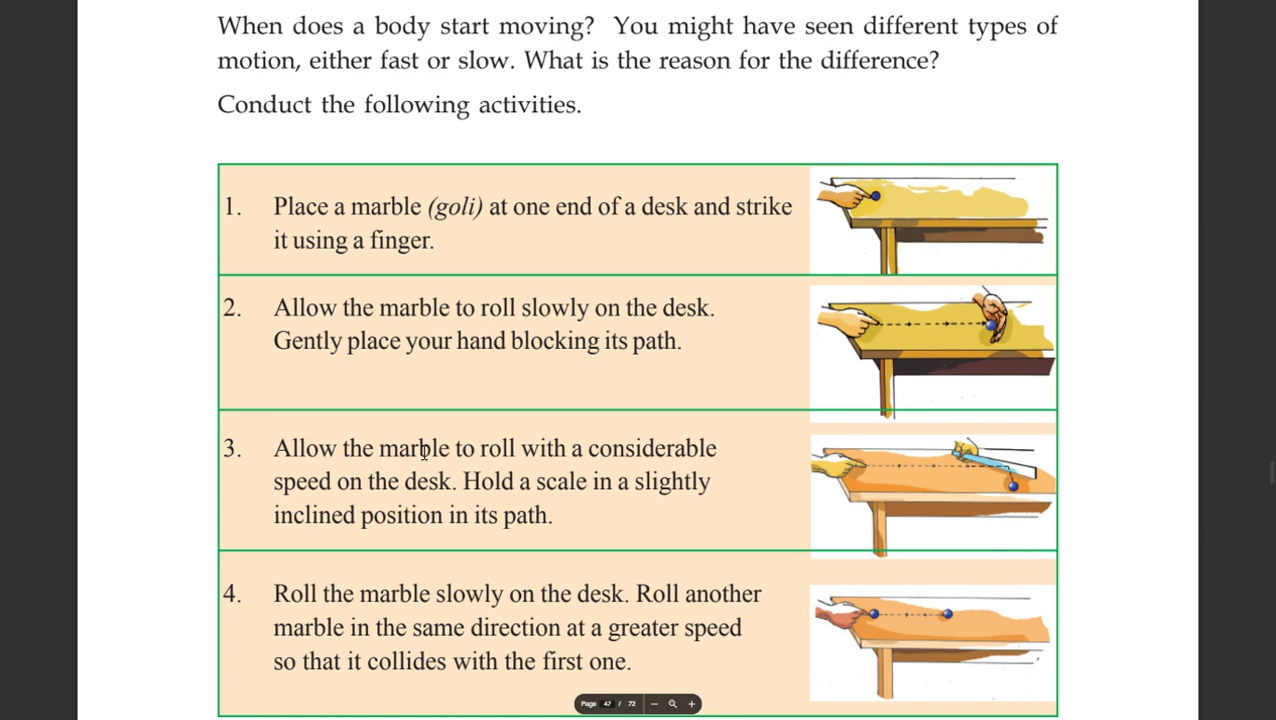 When does a body start moving? You might have seen different types of
motion, either fast or slow. What is the reason for the difference?
Conduct the following activities.
1. Place a marble (goli) at one end of a desk and strike
it using a finger.
2. Allow the marble to roll slowly on the desk.
Gently place your hand blocking its path.
3. Allow the marble to roll with a considerable
speed on the desk. Hold a scale in a slightly
inclined position in its path.
4. Roll the marble slowly on the desk. Roll another
marble in the same direction at a greater speed
so that it collides with the first one.
Page 47 / 72